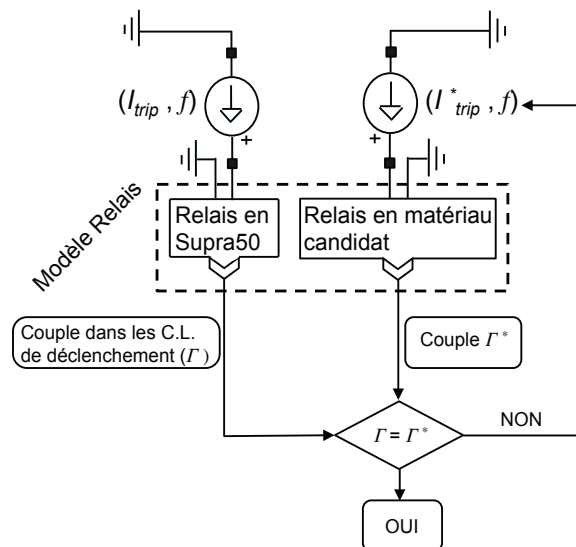 (I_trip , f)
(I*_trip , f)
+
+
Modèle Relais
Relais en
Supra50
Relais en matériau
candidat
Couple dans les C.L.
de déclenchement (Γ)
Couple Γ*
Γ = Γ*
NON
OUI